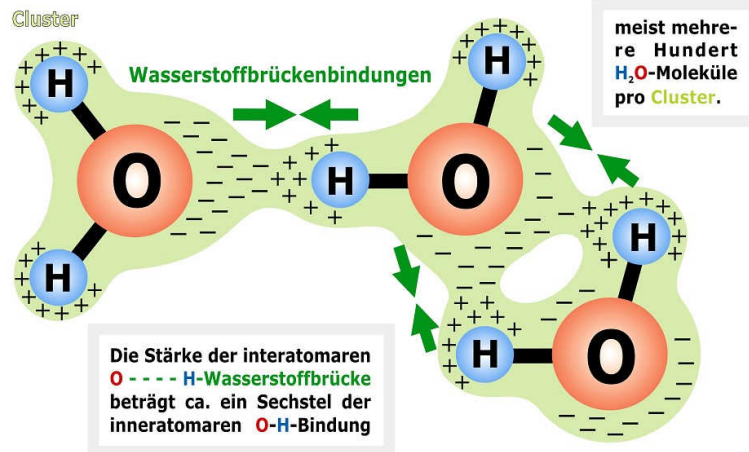 Cluster
meist mehre-
re Hundert
H₂O-Moleküle
pro Cluster.
Wasserstoffbrückenbindungen
H
H
O
H
O
H
H
H
O
Die Stärke der interatomaren
O - - - - H-Wasserstoffbrücke
beträgt ca. ein Sechstel der
inneratomaren O-H-Bindung